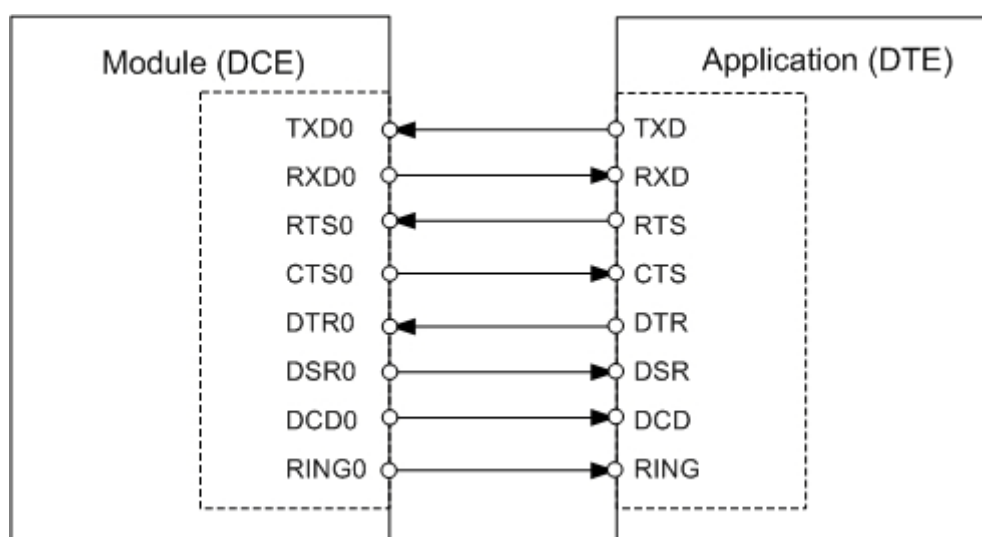 Module (DCE) Application (DTE)
TXD0 TXD
RXD0 RXD
RTS0 RTS
CTS0 CTS
DTR0 DTR
DSR0 DSR
DCD0 DCD
RING0 RING